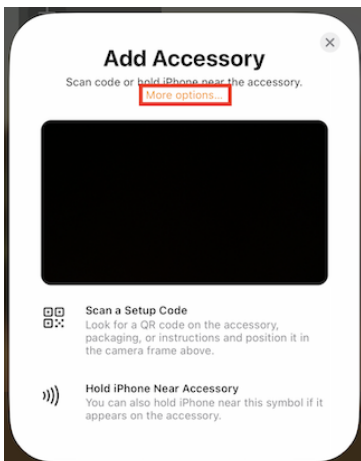 Add Accessory
Scan code or hold iPhone near the accessory.
More options...
Scan a Setup Code
Look for a QR code on the accessory,
packaging, or instructions and position it in
the camera frame above.
Hold iPhone Near Accessory
You can also hold iPhone near this symbol if it
appears on the accessory.